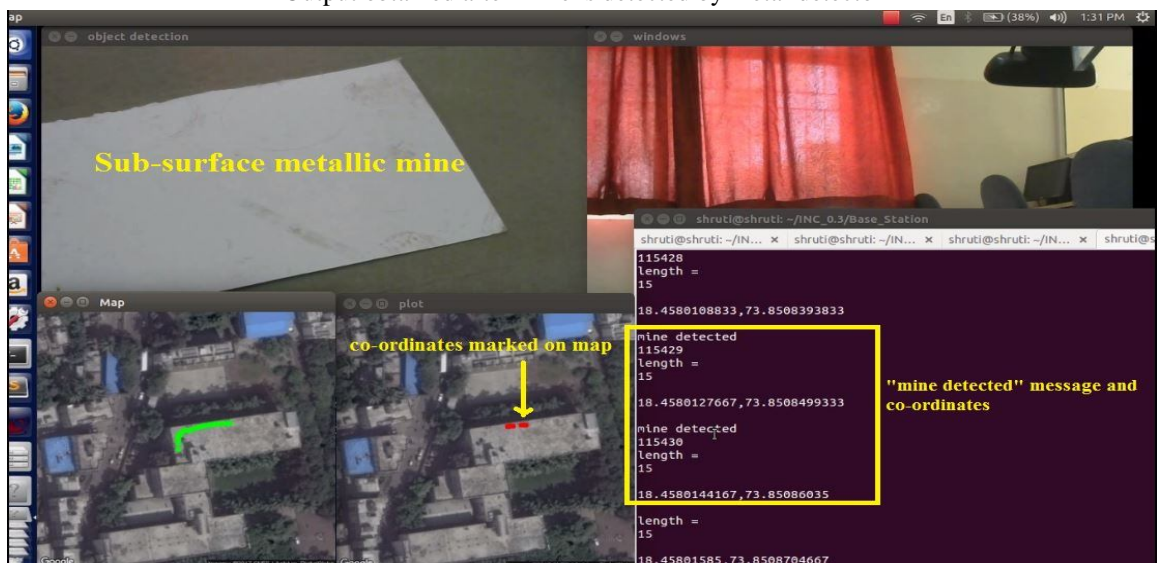 ap
En
(38%)
1:31 PM
object detection
windows
Sub-surface metallic mine
shruti@shruti: ~/INC_0.3/Base_Station
shruti@shruti: ~/IN... × shruti@shruti: ~/IN... × shruti@shruti: ~/IN... × shruti@s
115428
length =
15
18.4580108833,73.8508393833
mine detected
115429
length =
15
18.4580127667,73.8508499333
mine detected
115430
length =
15
18.4580144167,73.85086035
length =
15
18.45801585,73.8508704667
"mine detected" message and
co-ordinates
Map
plot
co-ordinates marked on map
Google